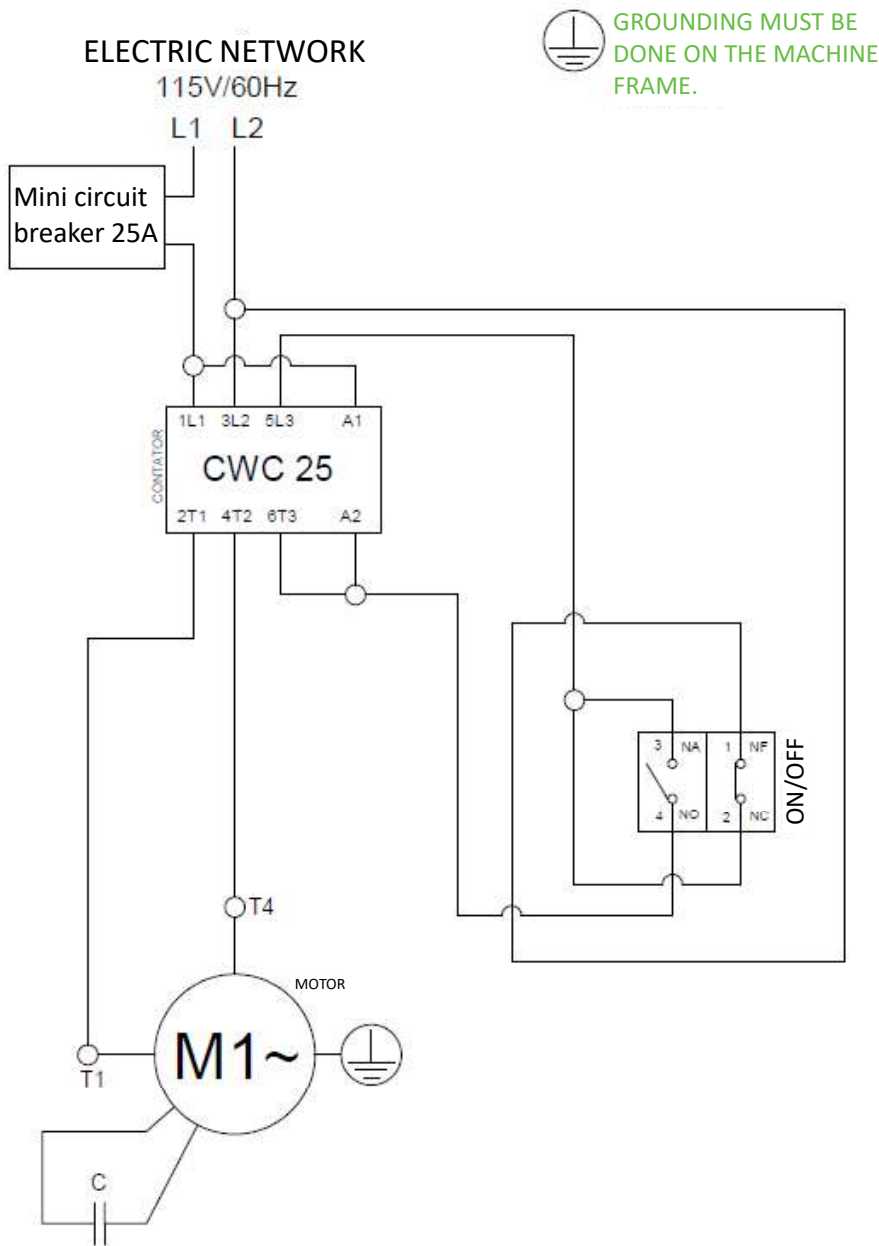 GROUNDING MUST BE
DONE ON THE MACHINE
FRAME.
ELECTRIC NETWORK
115V/60Hz
L1 L2
Mini circuit
breaker 25A
1L1 3L2 5L3 A1
CONTATOR
CWC 25
2T1 4T2 6T3 A2
3 NA 1 NF
4 NO 2 NC
ON/OFF
T4
MOTOR
M1~
T1
C